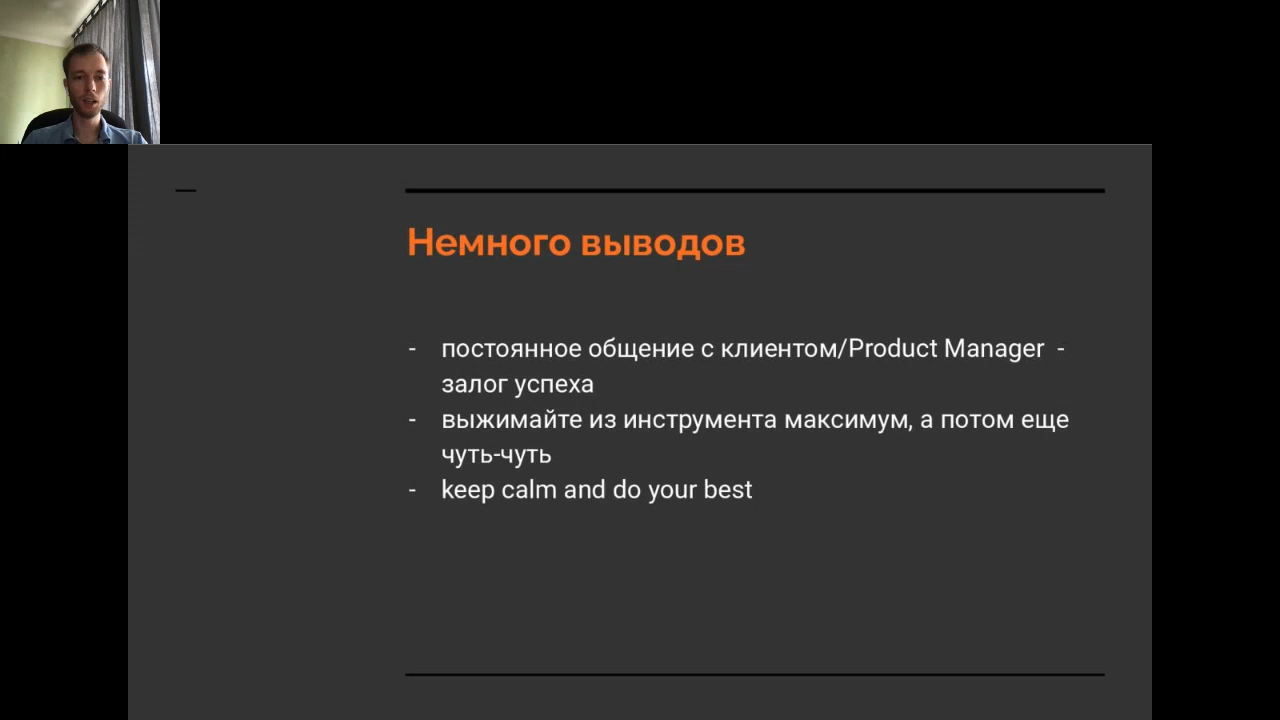 Немного выводов
- постоянное общение с клиентом/Product Manager -
залог успеха
- выжимайте из инструмента максимум, а потом еще
чуть-чуть
- keep calm and do your best